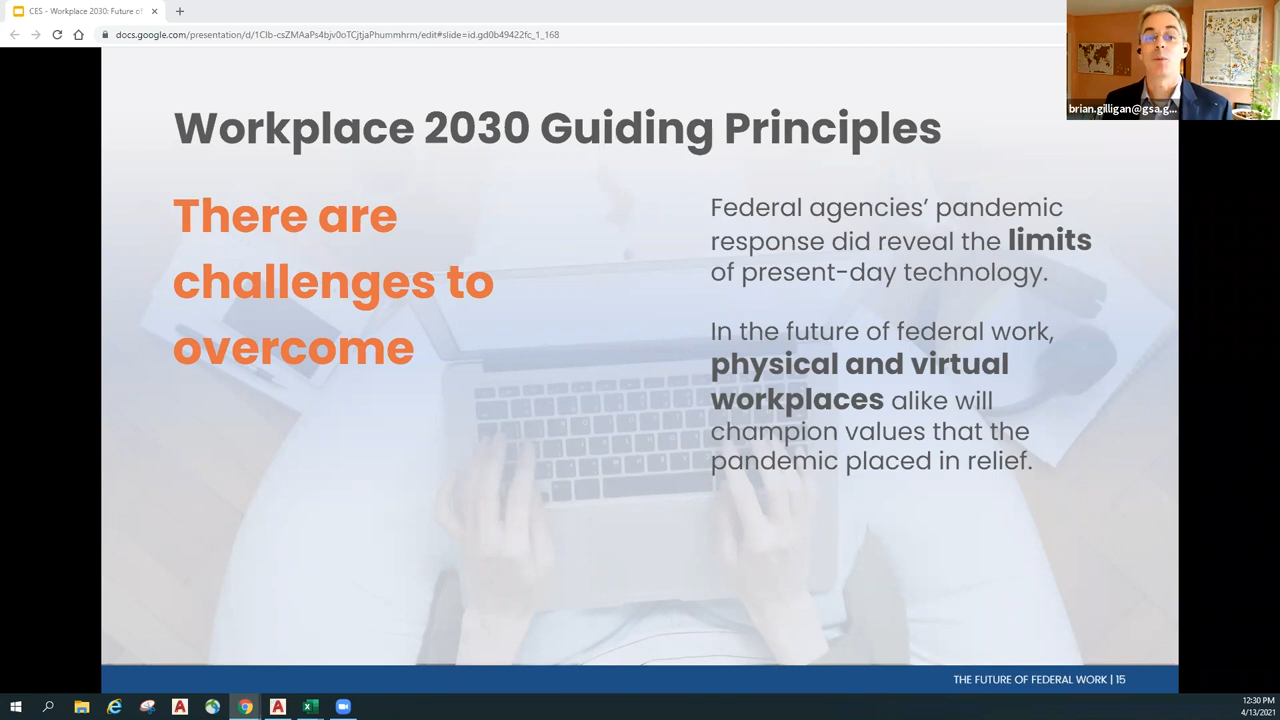 CES - Workplace 2030: Future of
docs.google.com/presentation/d/1CIb-csZMAaPs4bjv0oTCjtjaPhummhrm/edit#slide=id.gd0b49422fc_1_168
brian.gilligan@gsa.g...
Workplace 2030 Guiding Principles
There are
challenges to
overcome
Federal agencies’ pandemic
response did reveal the limits
of present-day technology.
In the future of federal work,
physical and virtual
workplaces alike will
champion values that the
pandemic placed in relief.
THE FUTURE OF FEDERAL WORK | 15
12:30 PM
4/13/2021